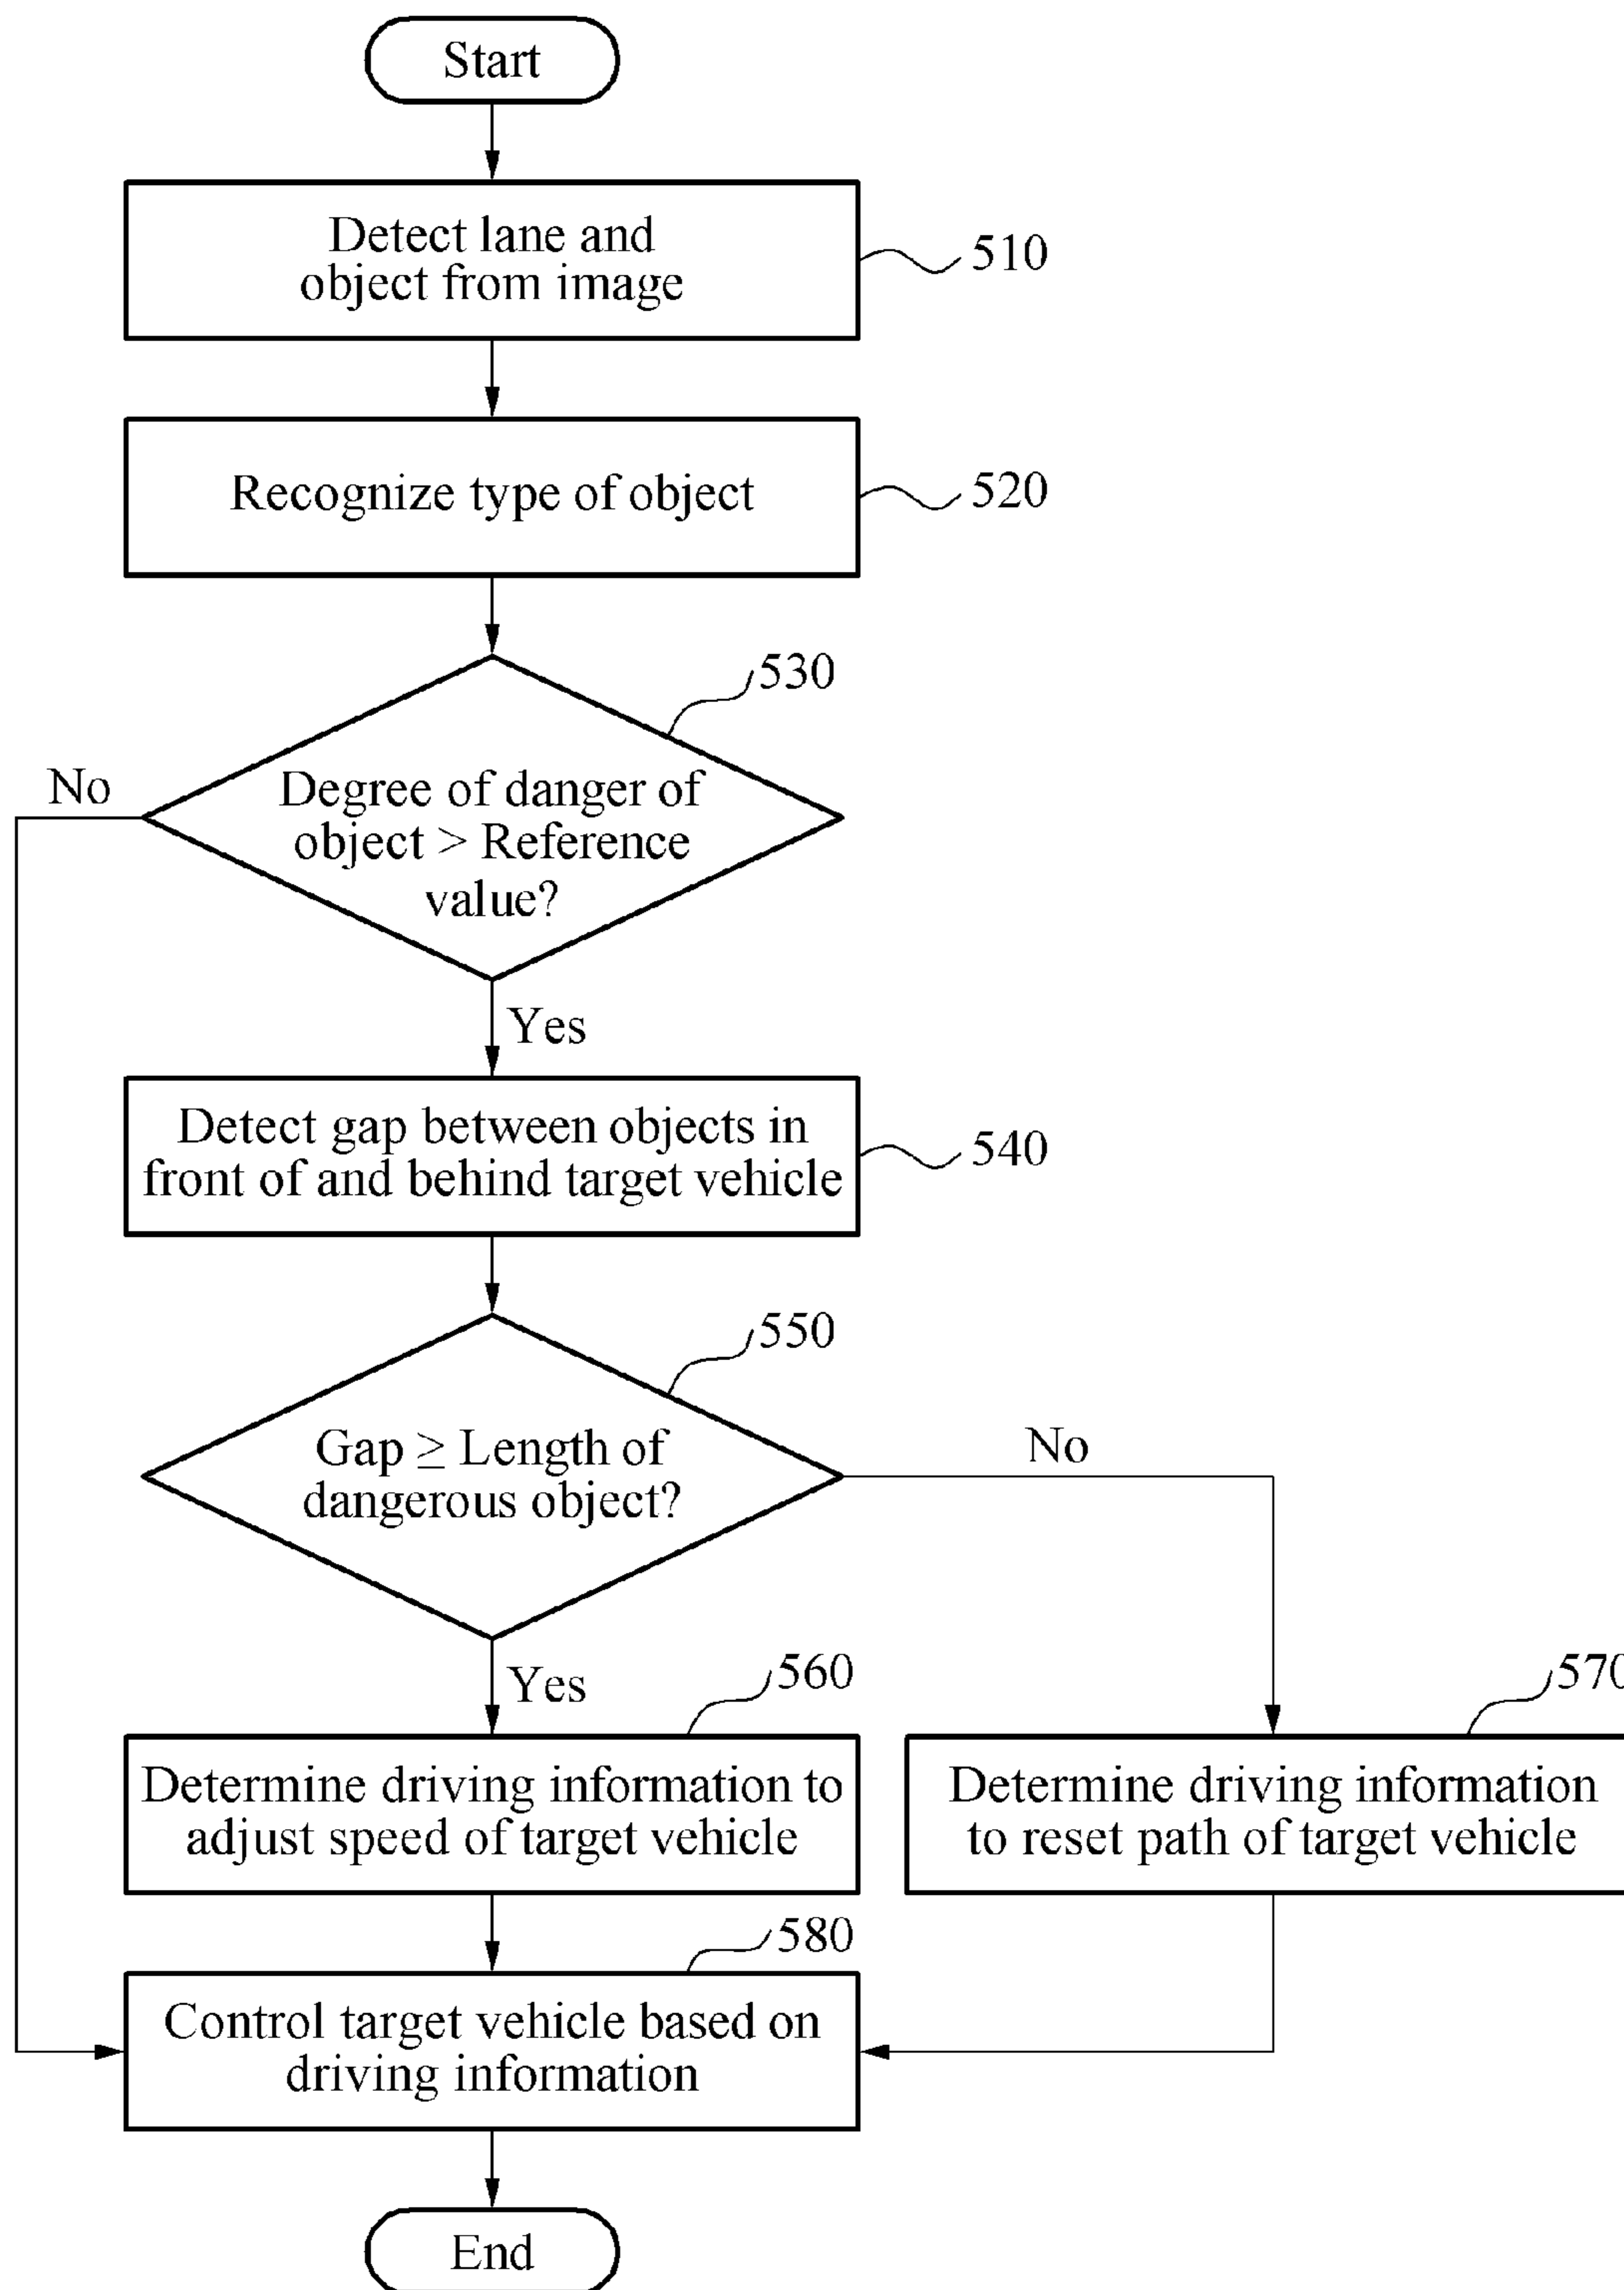 Start
Detect lane and
object from image
510
Recognize type of object
520
530
No
Degree of danger of
object > Reference
value?
Yes
Detect gap between objects in
front of and behind target vehicle
540
550
Gap ≥ Length of
dangerous object?
No
Yes
560
570
Determine driving information to
adjust speed of target vehicle
Determine driving information
to reset path of target vehicle
580
Control target vehicle based on
driving information
End